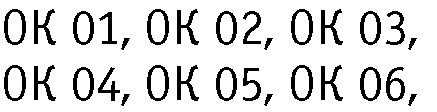 ОК 01, ОК 02, ОК 03,
ОК 04, ОК 05, ОК 06,